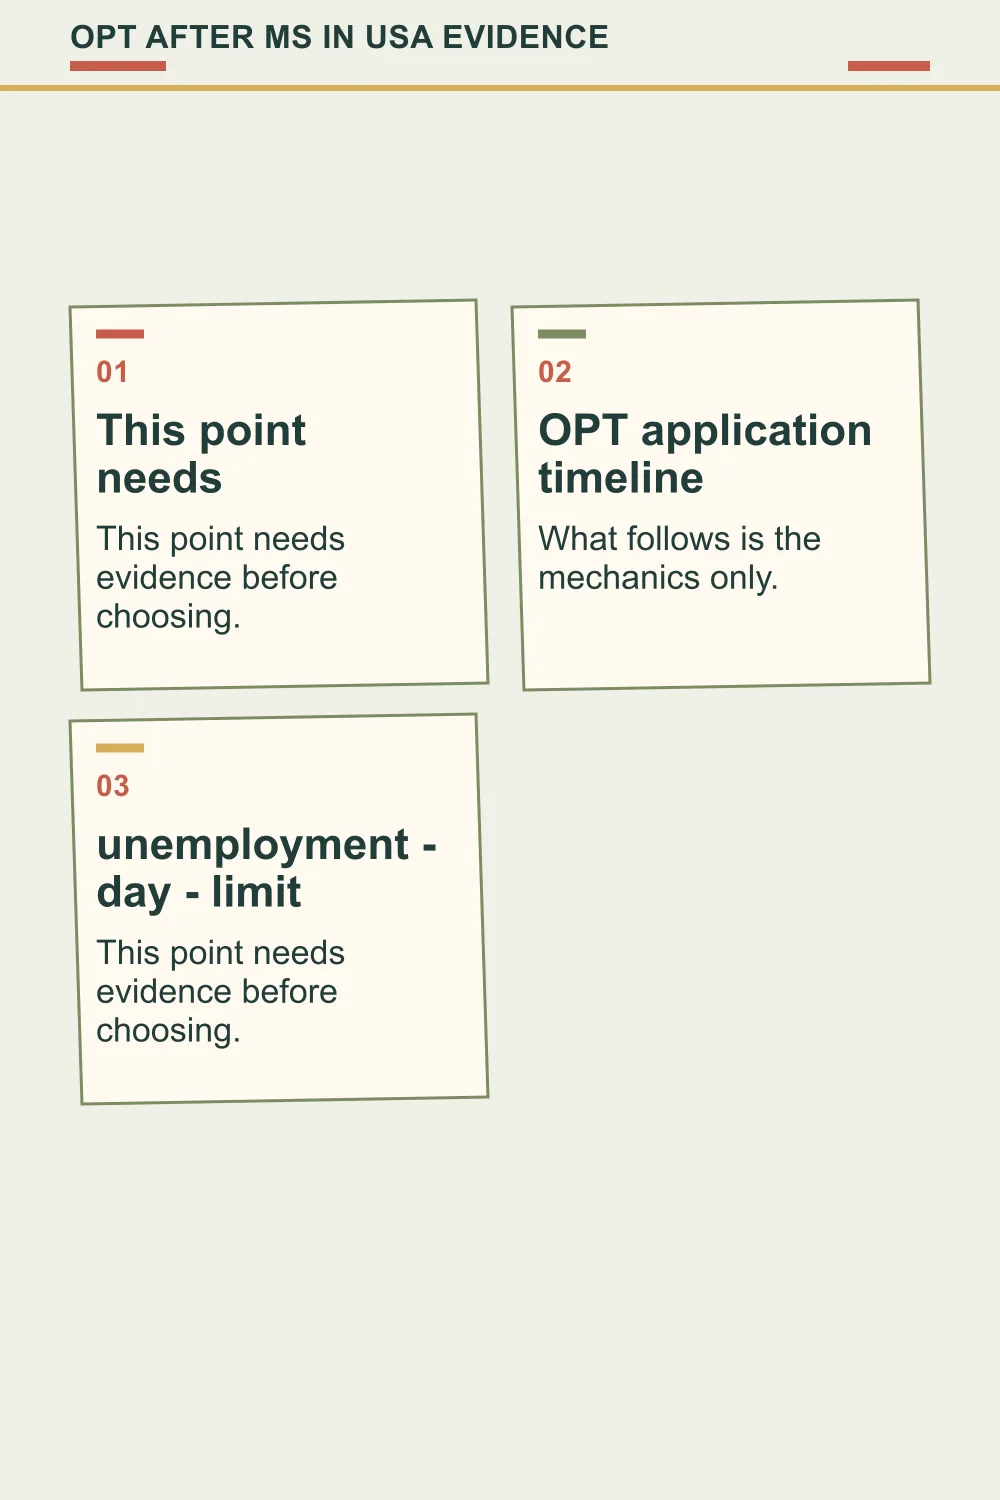 OPT AFTER MS IN USA EVIDENCE
01
This point
needs
This point needs
evidence before
choosing.
02
OPT application
timeline
What follows is the
mechanics only.
03
unemployment -
day - limit
This point needs
evidence before
choosing.